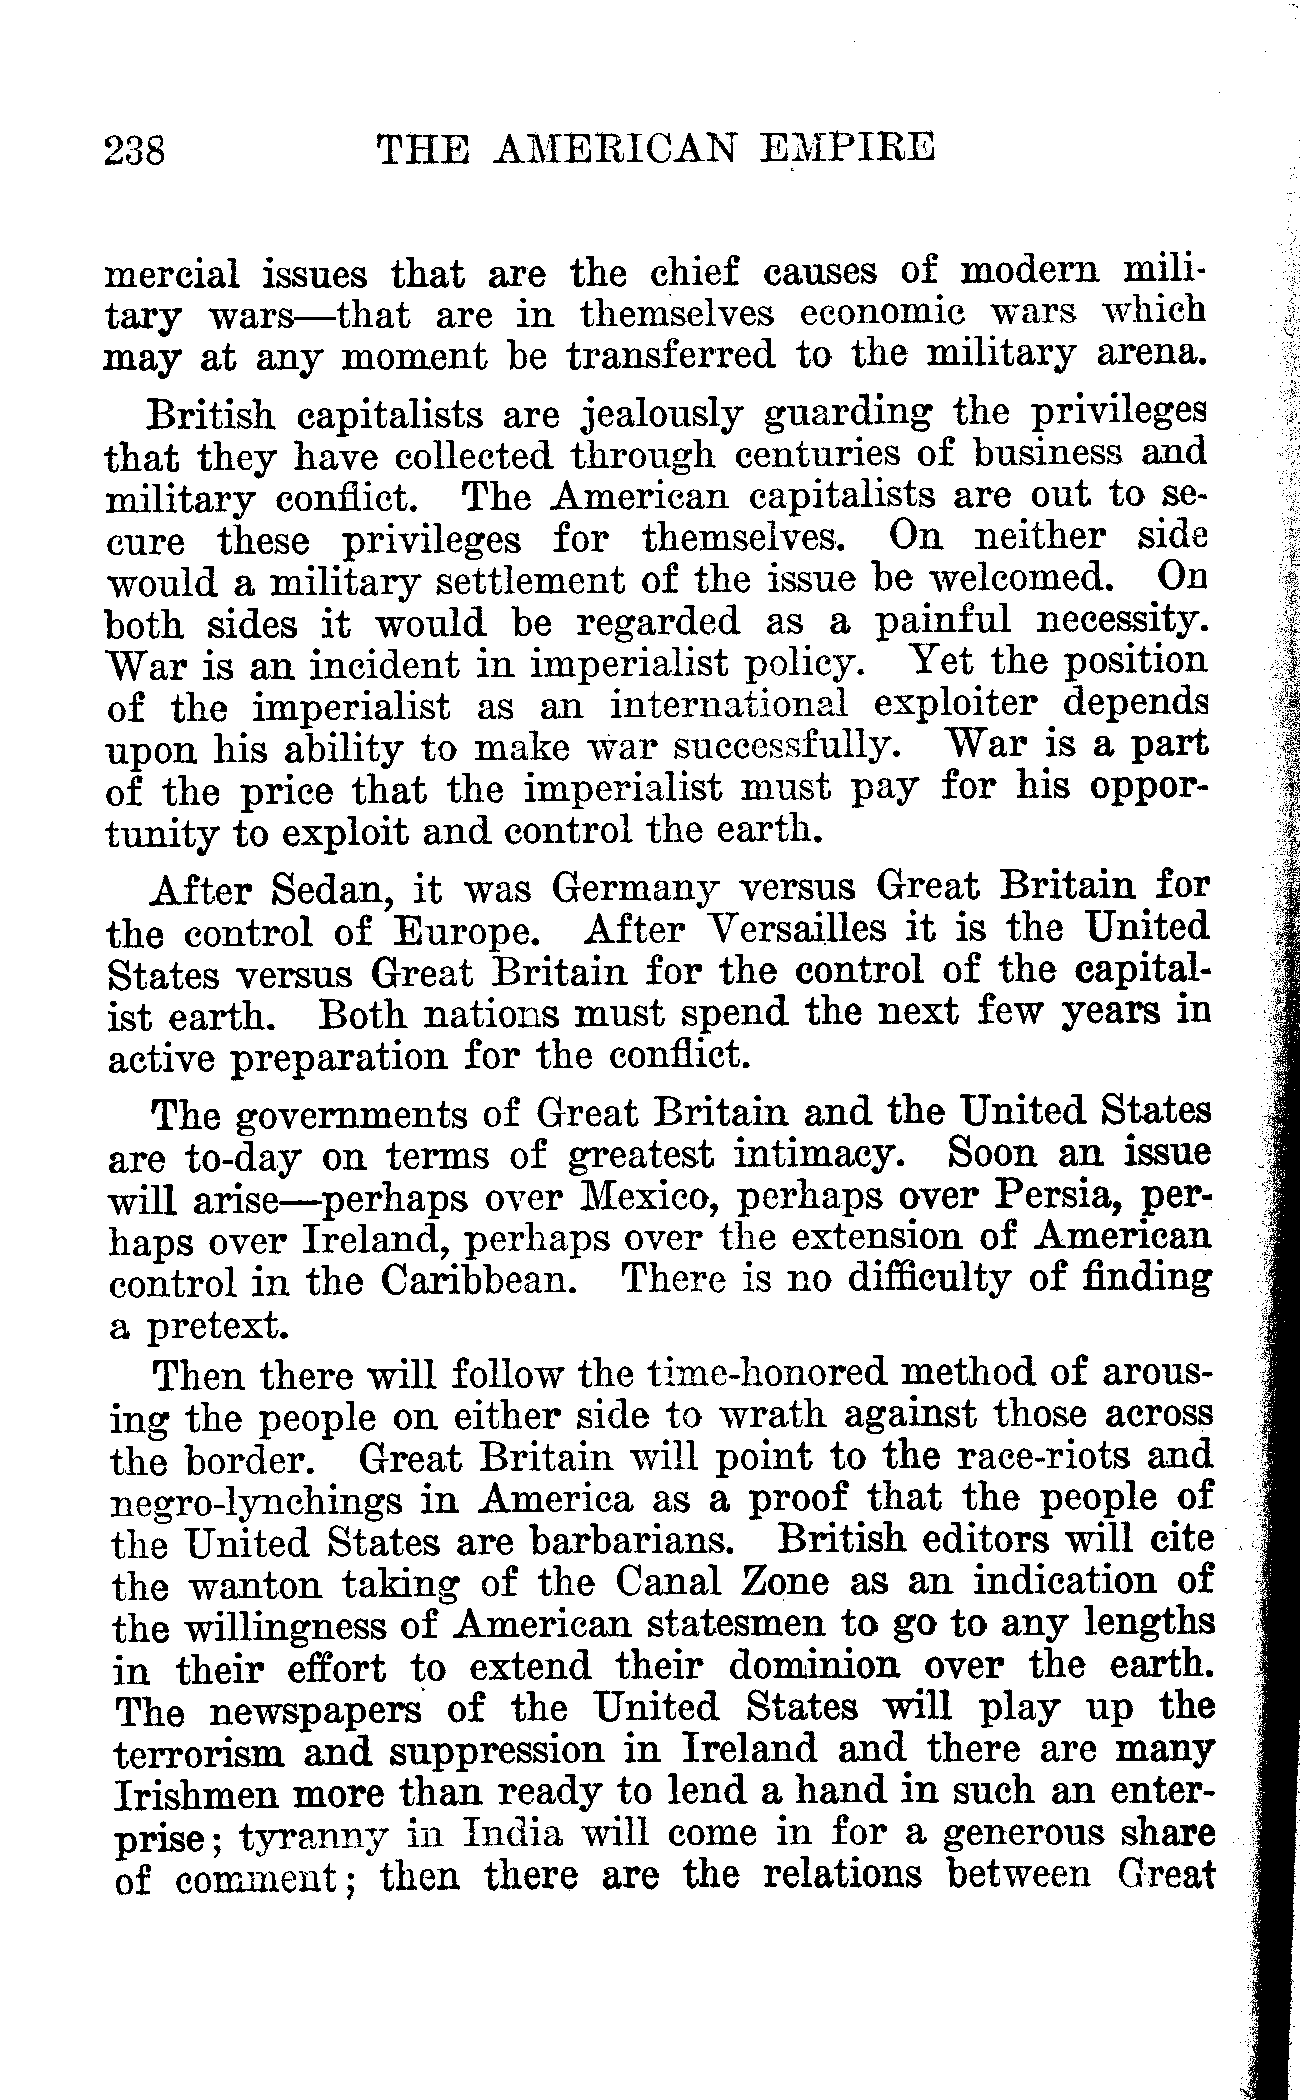 238 THE AMERICAN EMPIRE
mercial issues that are the chief causes of modern mili-
tary wars—that are in themselves economic wars which
may at any moment be transferred to the military arena.
British capitalists are jealously guarding the privileges
that they have collected through centuries of business and
military conflict. The American capitalists are out to se-
cure these privileges for themselves. On neither side
would a military settlement of the issue be welcomed. On
both sides it would be regarded as a painful necessity.
War is an incident in imperialist policy. Yet the position
of the imperialist as an international exploiter depends
upon his ability to make war successfully. War is a part
of the price that the imperialist must pay for his oppor-
tunity to exploit and control the earth.
After Sedan, it was Germany versus Great Britain for
the control of Europe. After Versailles it is the United
States versus Great Britain for the control of the capital-
ist earth. Both nations must spend the next few years in
active preparation for the conflict.
The governments of Great Britain and the United States
are to-day on terms of greatest intimacy. Soon an issue
will arise—perhaps over Mexico, perhaps over Persia, per-
haps over Ireland, perhaps over the extension of American
control in the Caribbean. There is no difficulty of finding
a pretext.
Then there will follow the time-honored method of arous-
ing the people on either side to wrath against those across
the border. Great Britain will point to the race-riots and
negro-lynchings in America as a proof that the people of
the United States are barbarians. British editors will cite
the wanton taking of the Canal Zone as an indication of
the willingness of American statesmen to go to any lengths
in their effort to extend their dominion over the earth.
The newspapers of the United States will play up the
terrorism and suppression in Ireland and there are many
Irishmen more than ready to lend a hand in such an enter-
prise; tyranny in India will come in for a generous share
of comment; then there are the relations between Great